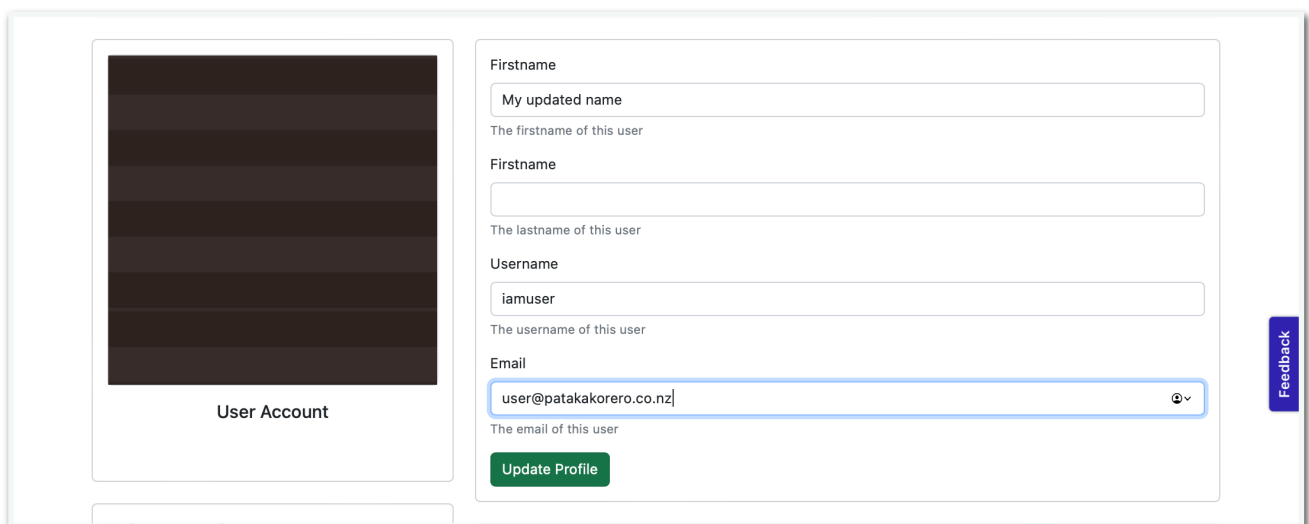 Firstname
My updated name
The firstname of this user
Firstname
The lastname of this user
Username
iamuser
The username of this user
Email
user@patakakorero.co.nz
The email of this user
Update Profile
User Account
Feedback